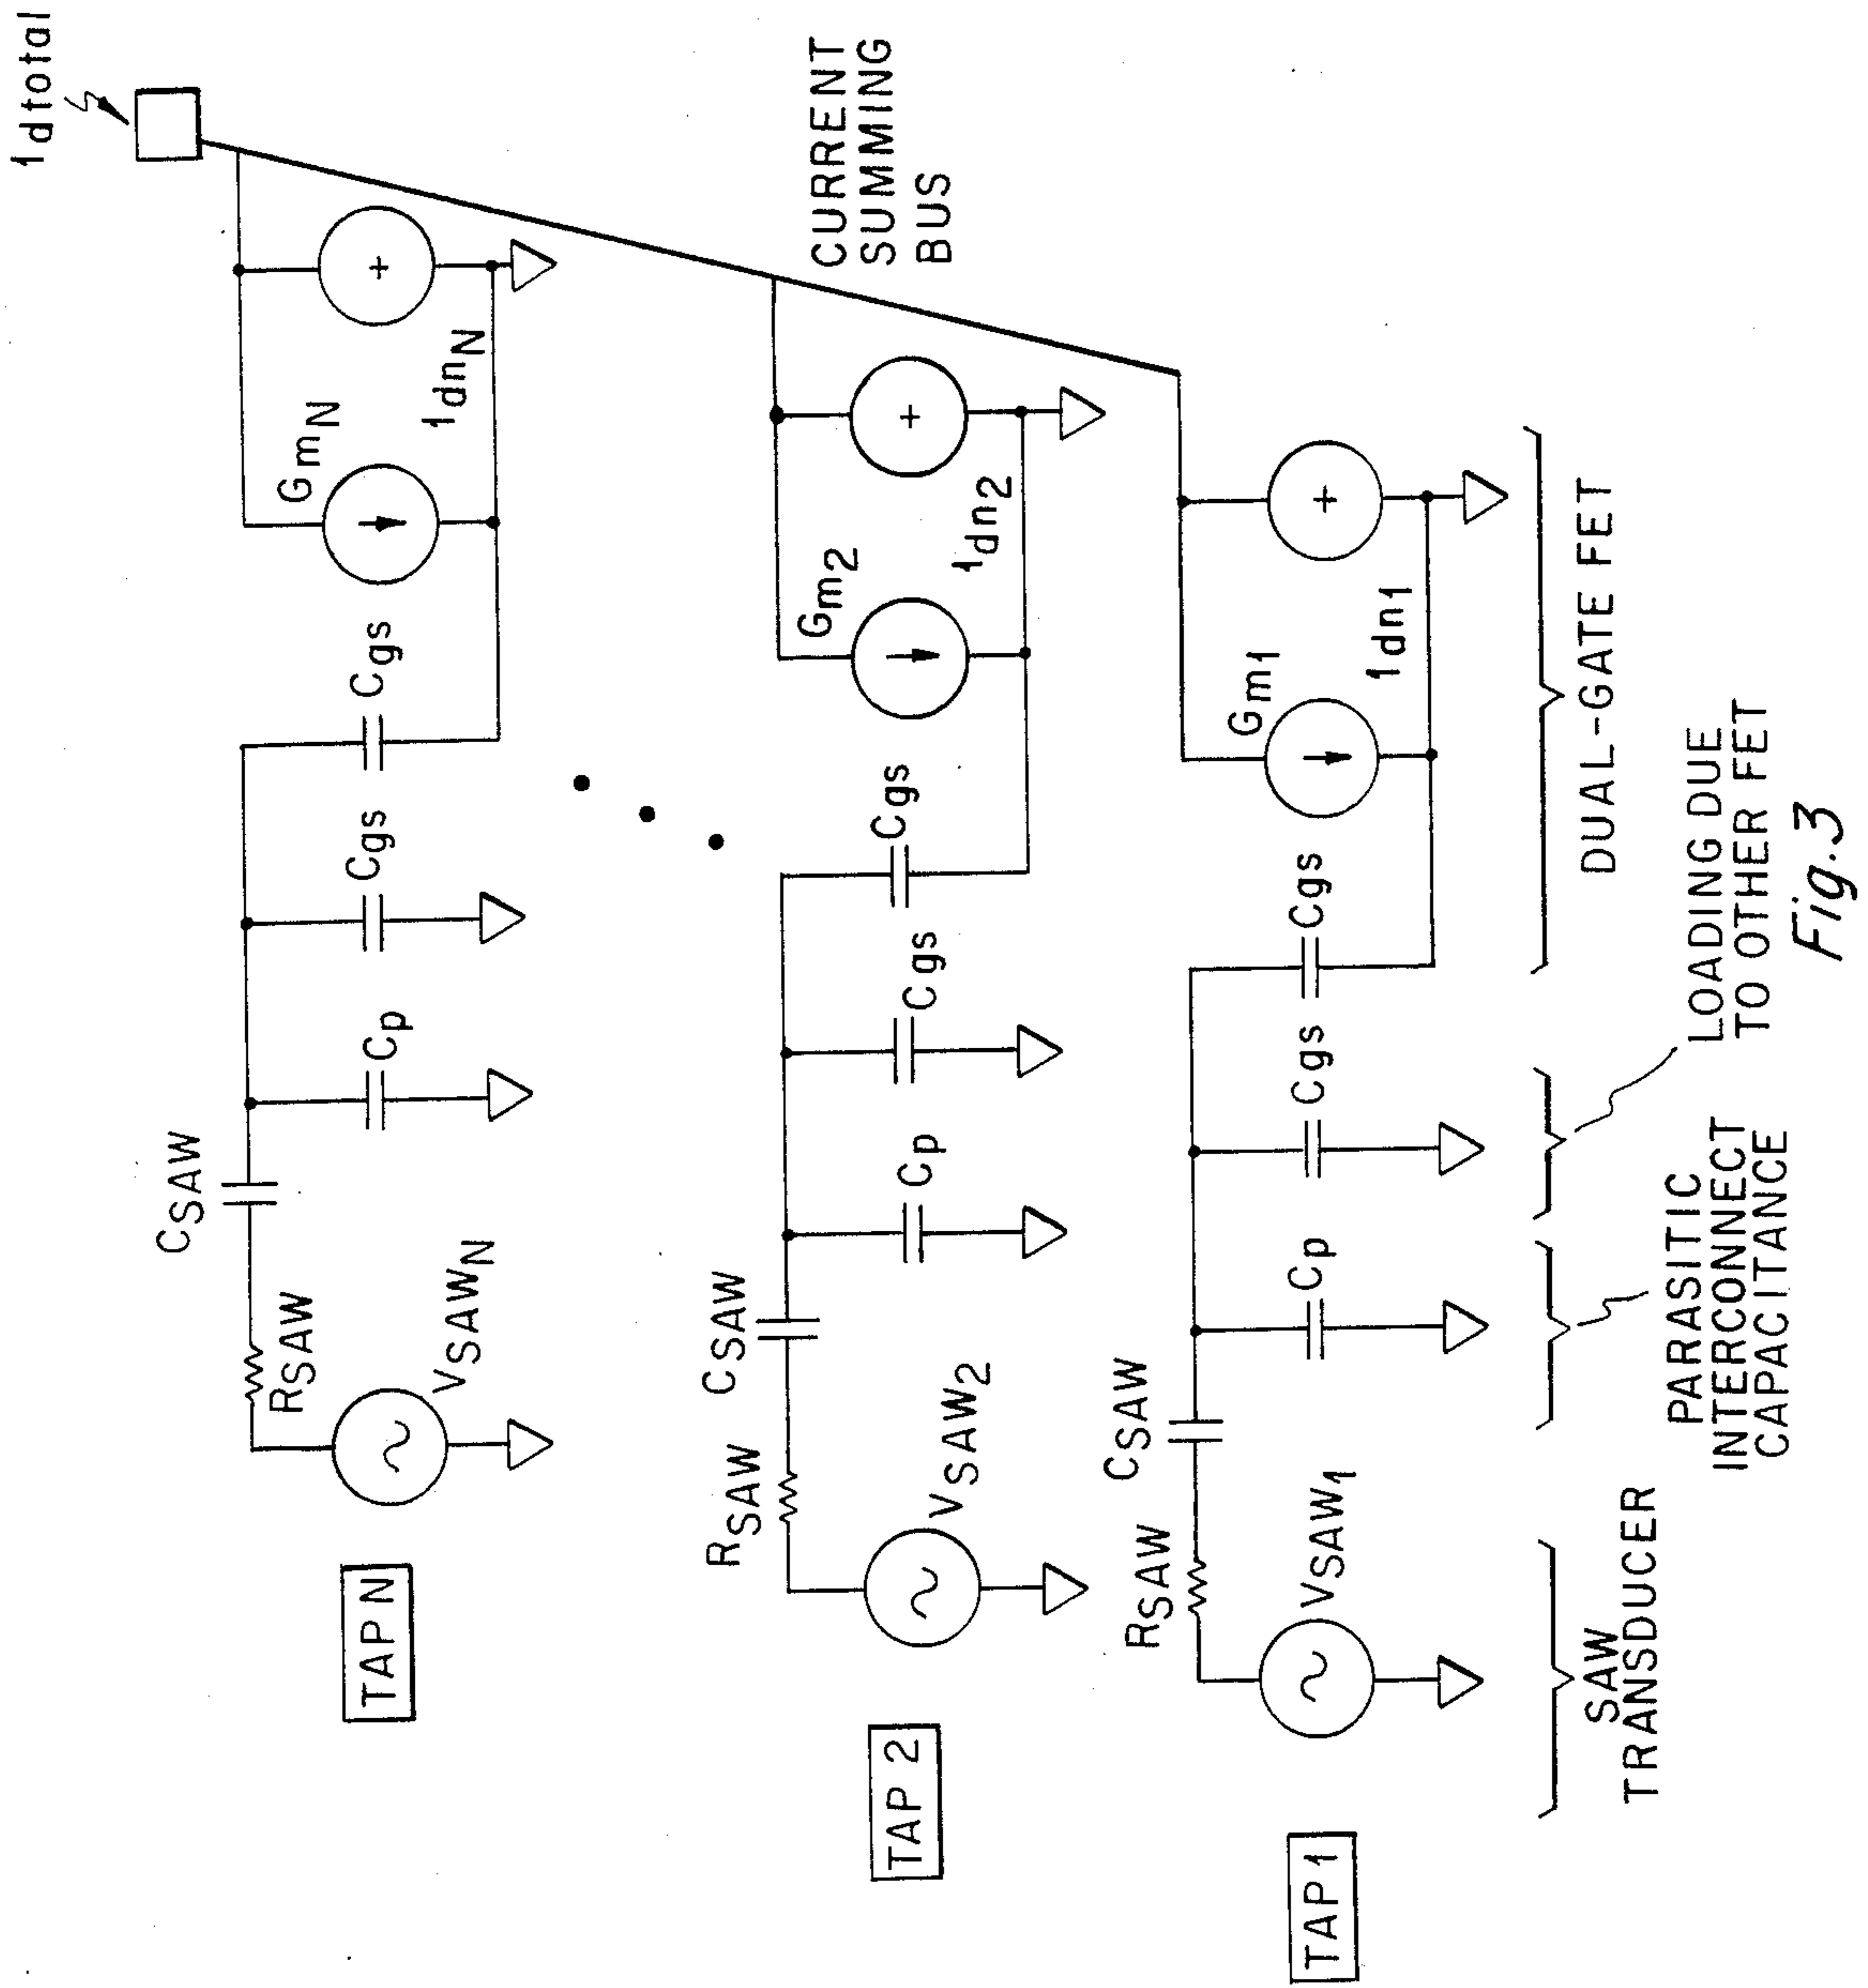 1dtotal
TAP N
VSAWN
RSAW
CSAW
Cp
Cgs
Cgs
GmN
1dnN
CURRENT
SUMMING
BUS
TAP 2
VSAW2
RSAW
CSAW
Cp
Cgs
Cgs
Gm2
1dn2
TAP 1
VSAW1
RSAW
CSAW
Cp
Cgs
Cgs
Gm1
1dn1
SAW
TRANSDUCER
PARASITIC
INTERCONNECT
CAPACITANCE
LOADING DUE
TO OTHER FET
DUAL-GATE FET
Fig.3